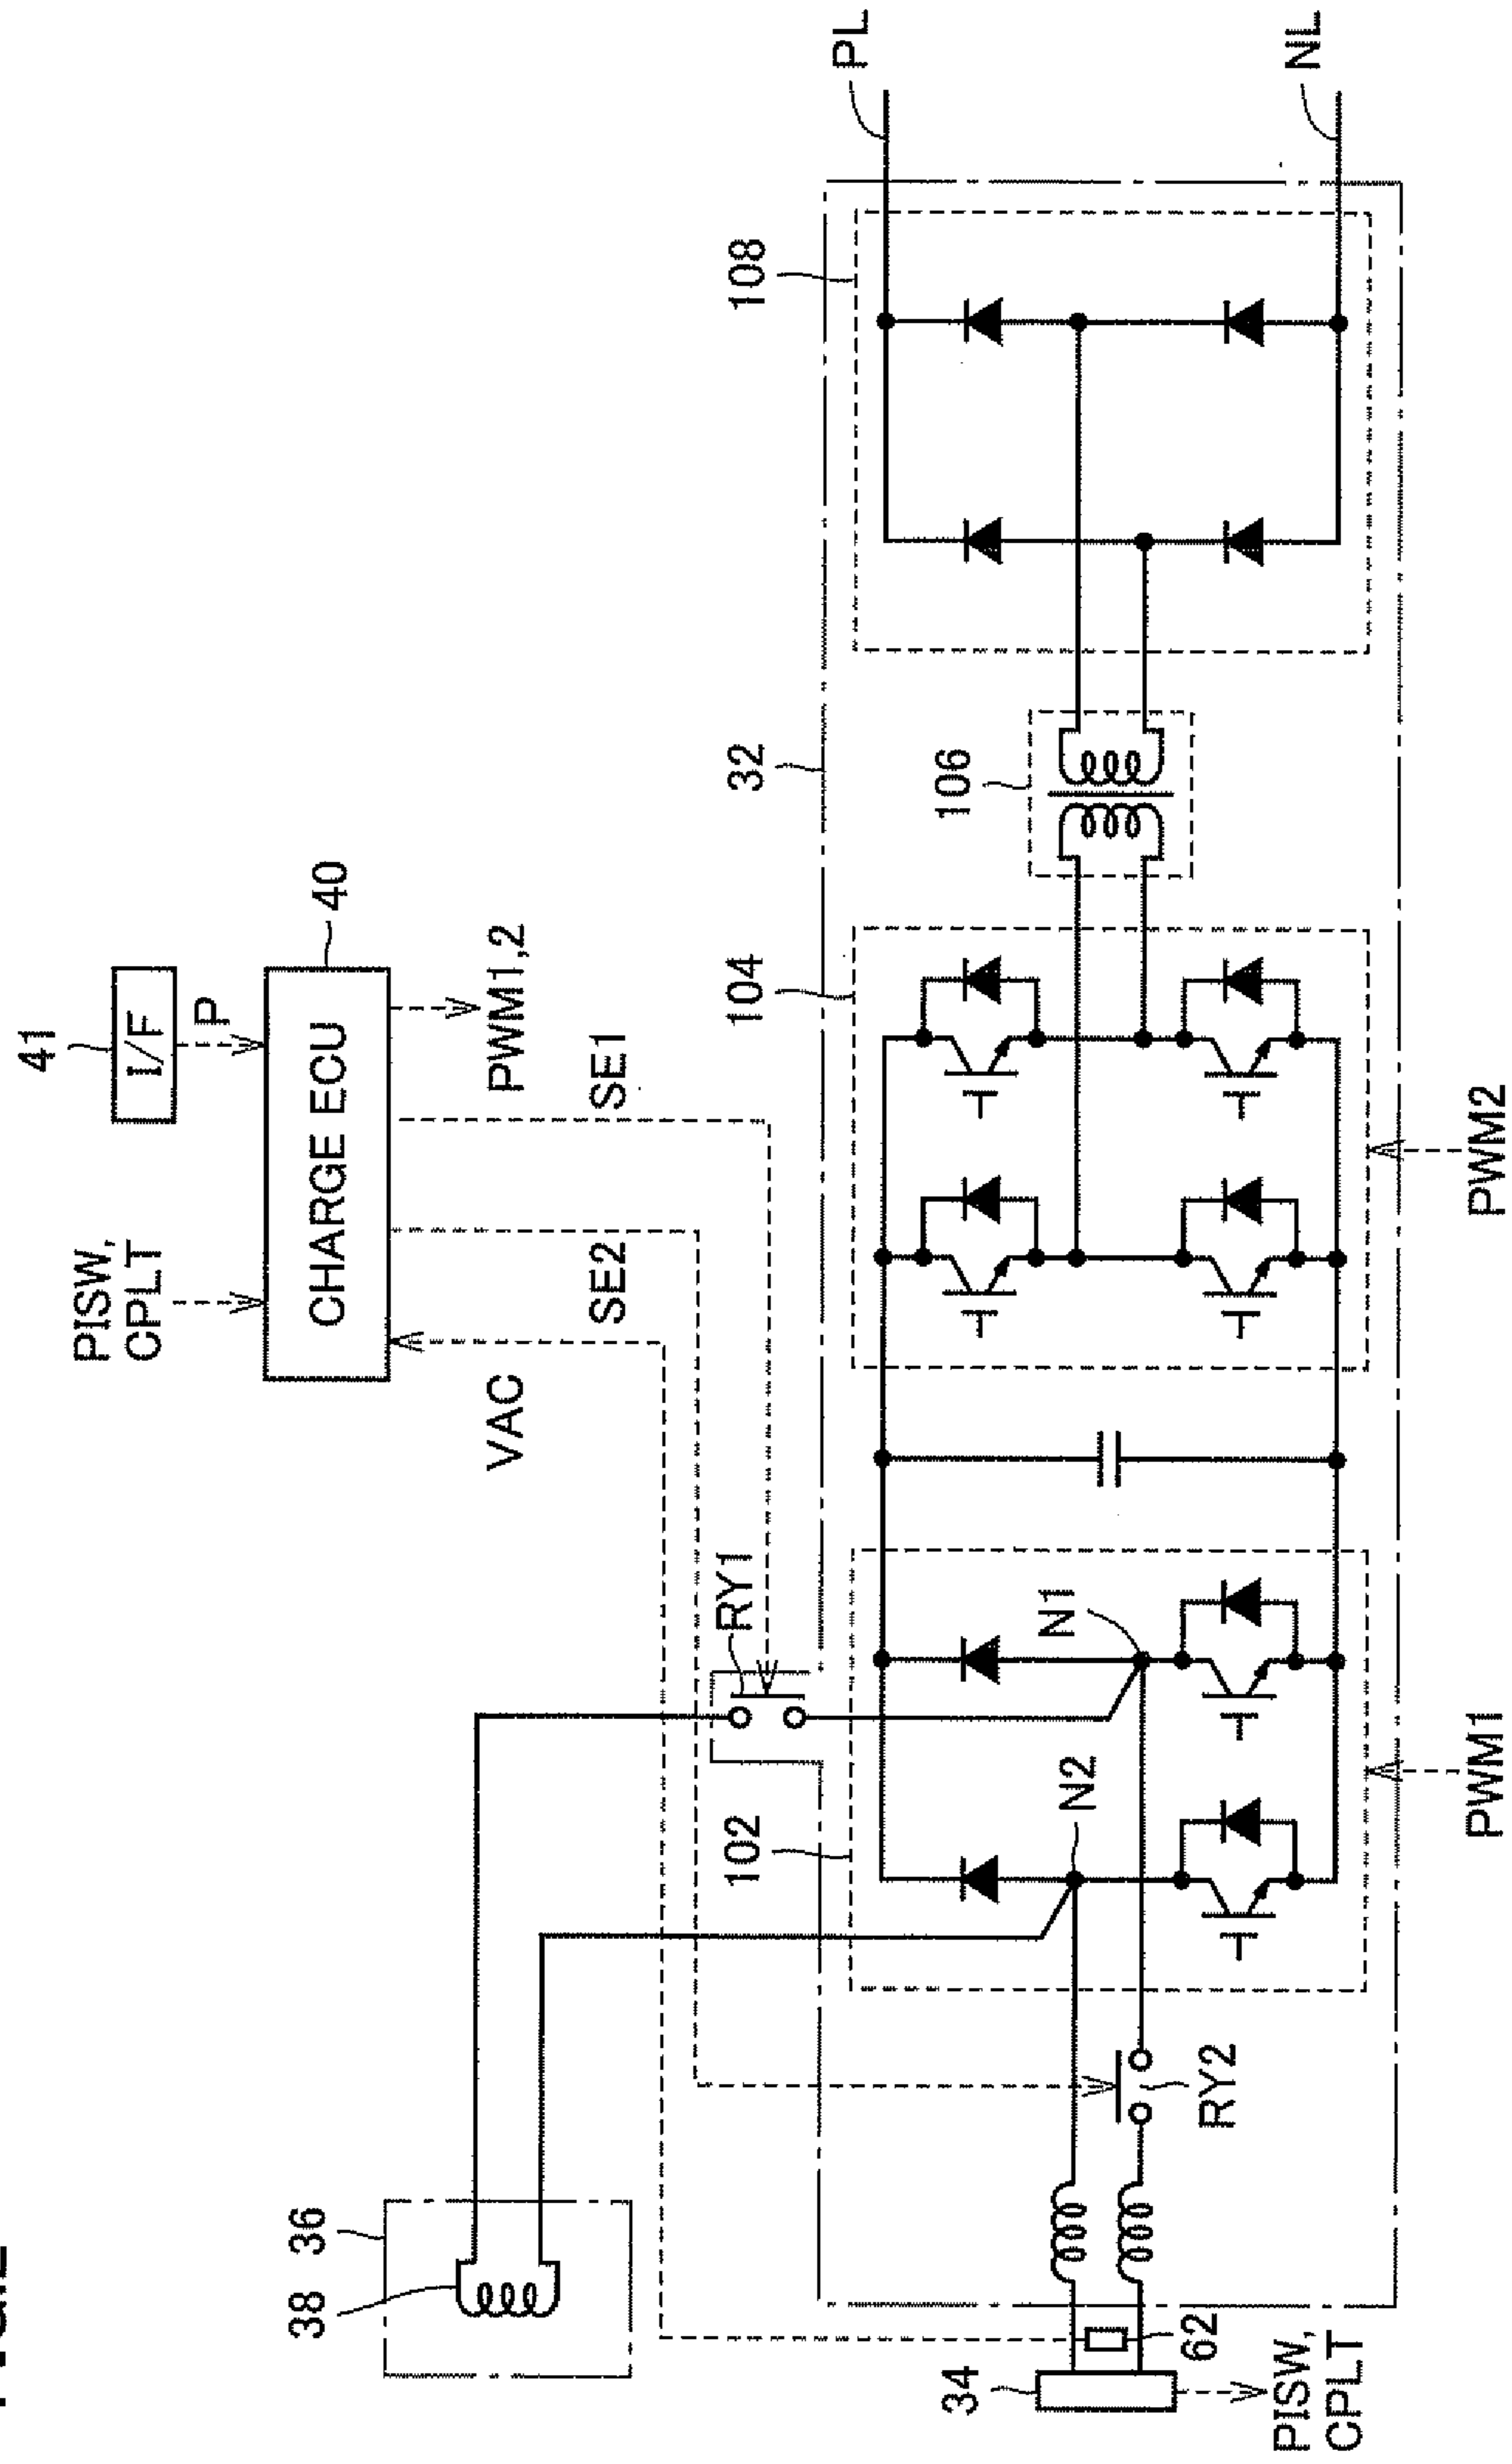 41
I/F
PISW,
CPLT
P
38
36
CHARGE ECU
40
VAC
SE2
SE1
PWM1,2
102
RY1
32
104
108
PL
34
106
N2
N1
62
RY2
PISW,
CPLT
NL
PWM1
PWM2